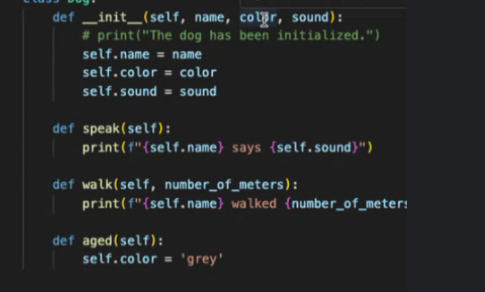 def __init__(self, name, color, sound):
# print("The dog has been initialized.")
self.name = name
self.color = color
self.sound = sound
def speak(self):
print(f"{self.name} says {self.sound}")
def walk(self, number_of_meters):
print(f"{self.name} walked {number_of_meters
def aged(self):
self.color = 'grey'